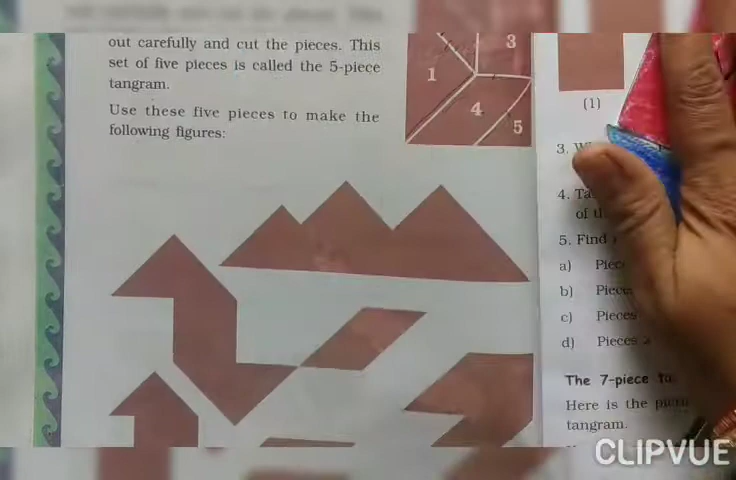 out carefully and cut the pieces. This
set of five pieces is called the 5-piece
tangram.
Use these five pieces to make the
following figures:
1
3
4
5
(1)
3.
4. Ta
of th
5. Find
a) Piec
b) Piec
c) Pieces
d) Pieces
The 7-piece
Here is the
tangram.
CLIPVUE